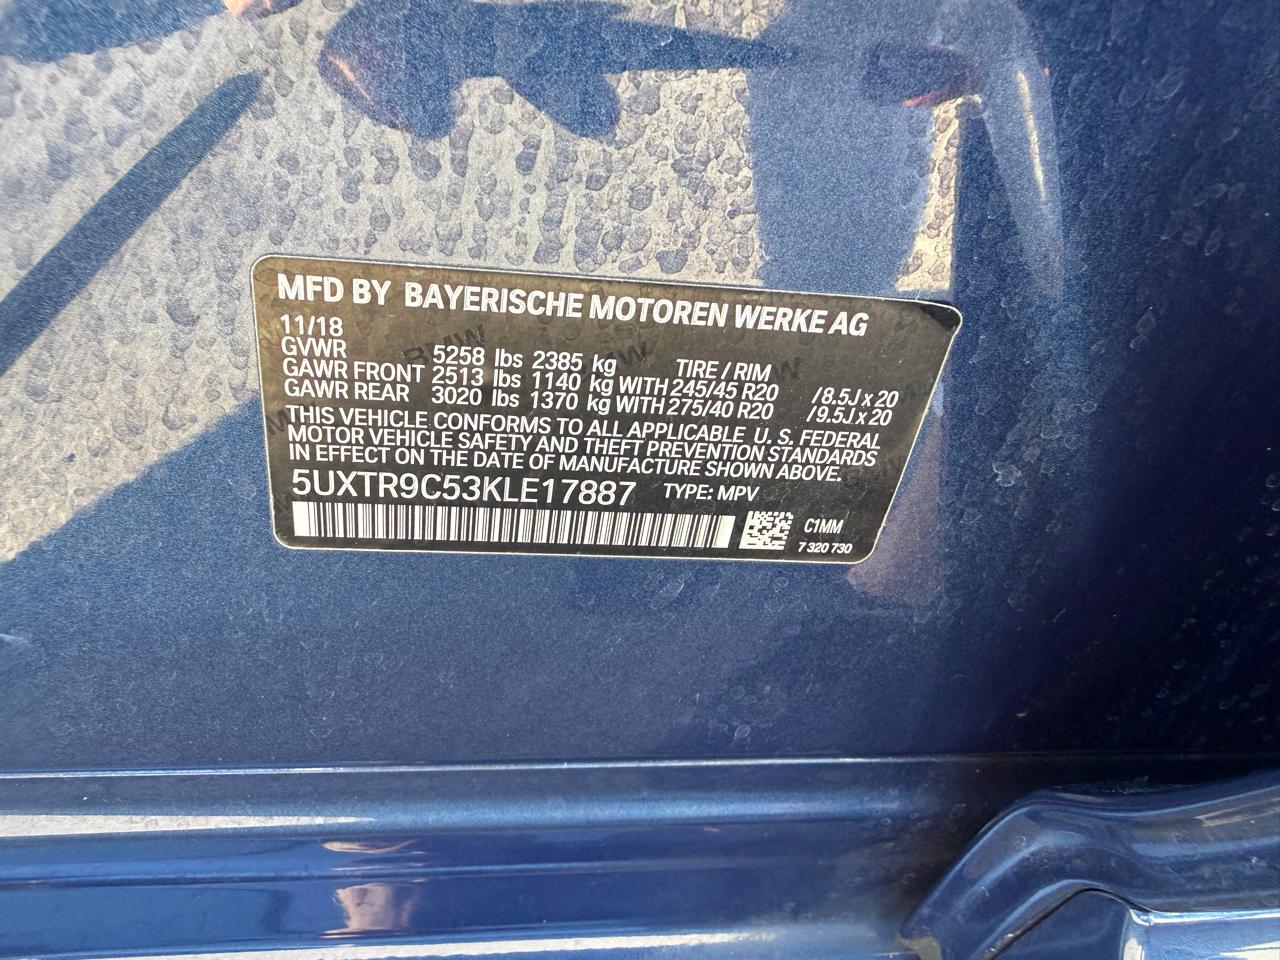 MFD BY BAYERISCHE MOTOREN WERKE AG
11/18
GVWR 5258 lbs 2385 kg TIRE / RIM
GAWR FRONT 2513 lbs 1140 kg WITH 245/45 R20 /8.5J x 20
GAWR REAR 3020 lbs 1370 kg WITH 275/40 R20 /9.5J x 20
THIS VEHICLE CONFORMS TO ALL APPLICABLE U. S. FEDERAL
MOTOR VEHICLE SAFETY AND THEFT PREVENTION STANDARDS
IN EFFECT ON THE DATE OF MANUFACTURE SHOWN ABOVE.
5UXTR9C53KLE17887 TYPE: MPV
C1MM
7 320 730